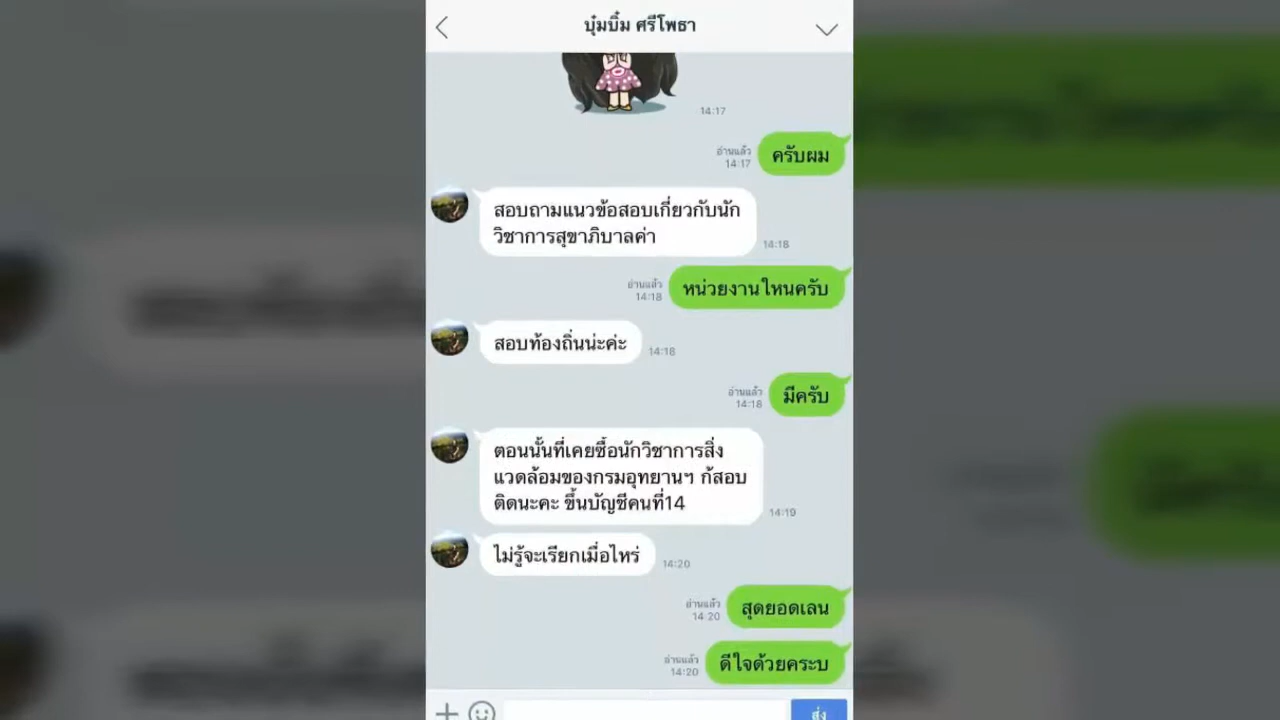 บุ๋มบิ๋ม ศรีโพธา
14:17
ครับผม
อ่านแล้ว
14:17
สอบถามแนวข้อสอบเกี่ยวกับนัก
วิชาการสุขาภิบาลค่า
14:18
หน่วยงานใหนครับ
อ่านแล้ว
14:18
สอบท้องถิ่นน่ะค่ะ
14:18
มีครับ
อ่านแล้ว
14:18
ตอนนั้นที่เคยซื้อนักวิชาการสิ่ง
แวดล้อมของกรมอุทยานฯ ก้สอบ
ติดนะคะ ขึ้นบัญชีคนที่14
14:19
ไม่รู้จะเรียกเมื่อไหร่
14:20
สุดยอดเลน
อ่านแล้ว
14:20
ดีใจด้วยคระบ
อ่านแล้ว
14:20
ส่ง